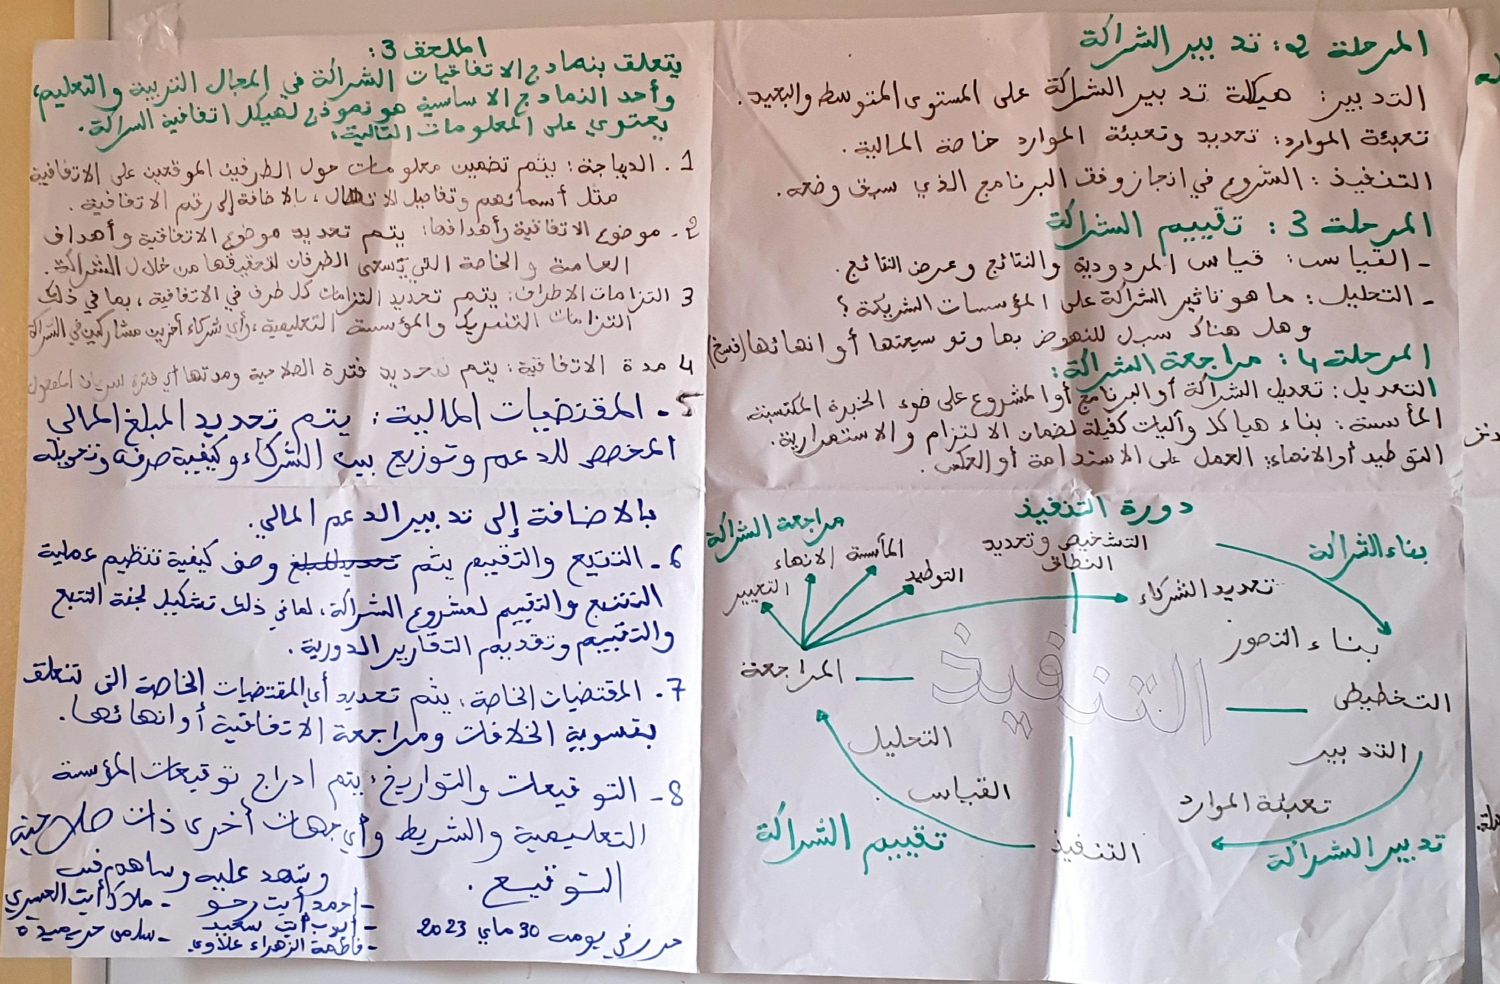 المرحلة 2: تدبير الشراكة
التدبير: هيكلة تدبير الشراكة على المستوى المتوسط والبعيد.
تعبئة الموارد: تحديد وتعبئة الموارد خاصة المالية.
التنفيذ: الشروع في انجاز وفق البرنامج الذي سبق وضعه.
المرحلة 3: تقييم الشراكة
- القياس: قياس المردودية والنتائج وعرض النتائج.
- التحليل: ما هو تاثير الشراكة على المؤسسات الشريكة؟
وهل هناك سبل للنهوض بها وتوسيعتها أو انهائها (فسخ)
المرحلة 4: مراجعة الشراكة:
التعديل: تعديل الشراكة أو البرنامج أو المشروع على ضوء الخبرة المكتسبة.
المأسسة: بناء هياكل وآليات كفيلة لضمان الالتزام والاستمرارية.
التوطيد أو الانهاء: العمل على الاستدامة أو العكس.
دورة التنفيذ
بناء الشراكة
التشخيص وتحديد
النطاق
تحديد الشركاء
بناء التصور
التخطيط
التدبير
تعبئة الموارد
تدبير الشراكة
التنفيذ
القياس
التحليل
تقييم الشراكة
المراجعة
مراجعة الشراكة
التغيير
الانهاء
المأسسة
التوطيد
التنفيذ
الملحق 3:
يتعلق بنماذج الاتفاقيات الشراكة في المجال التربية والتعليم،
وأحد النماذج الاساسية هو نموذج لهيكل اتفاقية الشراكة.
يحتوي على المعلومات التالية:
1. الديباجة: يتم تضمين معلومات حول الطرفين الموقعين على الاتفاقية
مثل أسمائهم وتفاصيل الاتصال، بالاضافة إلى رقم الاتفاقية.
2. موضوع الاتفاقية وأهدافها: يتم تحديد موضوع الاتفاقية وأهداف
العامة والخاصة التي يسعى الطرفان لتحقيقها من خلال الشراكة.
3 التزامات الاطراف: يتم تحديد التزامات كل طرف في الاتفاقية، بما في ذلك
التزامات الشريك والمؤسسة التعليمية، وأي شركاء آخرين مشاركين في الشراكة
4 مدة الاتفاقية: يتم تحديد فترة الصلاحية ومدتها أي فترة سريان المفعول
5. المقتضيات المالية: يتم تحديد المبلغ المالي
المخصص للدعم وتوزيع بين الشركاء وكيفية صرفه وتحويله
بالاضافة إلى تدبير الدعم المالي.
6. التتبع والتقييم يتم وصف كيفية تنظيم عملية
التتبع والتقييم لمشروع الشراكة، لما في ذلك تشكيل لجنة التتبع
والتقييم وتقديم التقارير الدورية.
7. المقتضيات الخاصة: يتم تحديد أي المقتضيات الخاصة التي تتعلق
بتسوية الخلافات ومراجعة الاتفاقية أو انهائها.
8- التوقيعات والتواريخ: يتم ادراج توقيعات المؤسسة
التعليمية والشريط وأي جهات أخرى ذات صلاحية
التوقيع.
وشهد عليه وساهم فيه
- احمد أيت رحو
- ملاك أيت العسري
- أيوب أيت سعيد
- سلمى حريميدة
- فاطمة الزهراء علاوي
حرر في يومه 30 ماي 2023